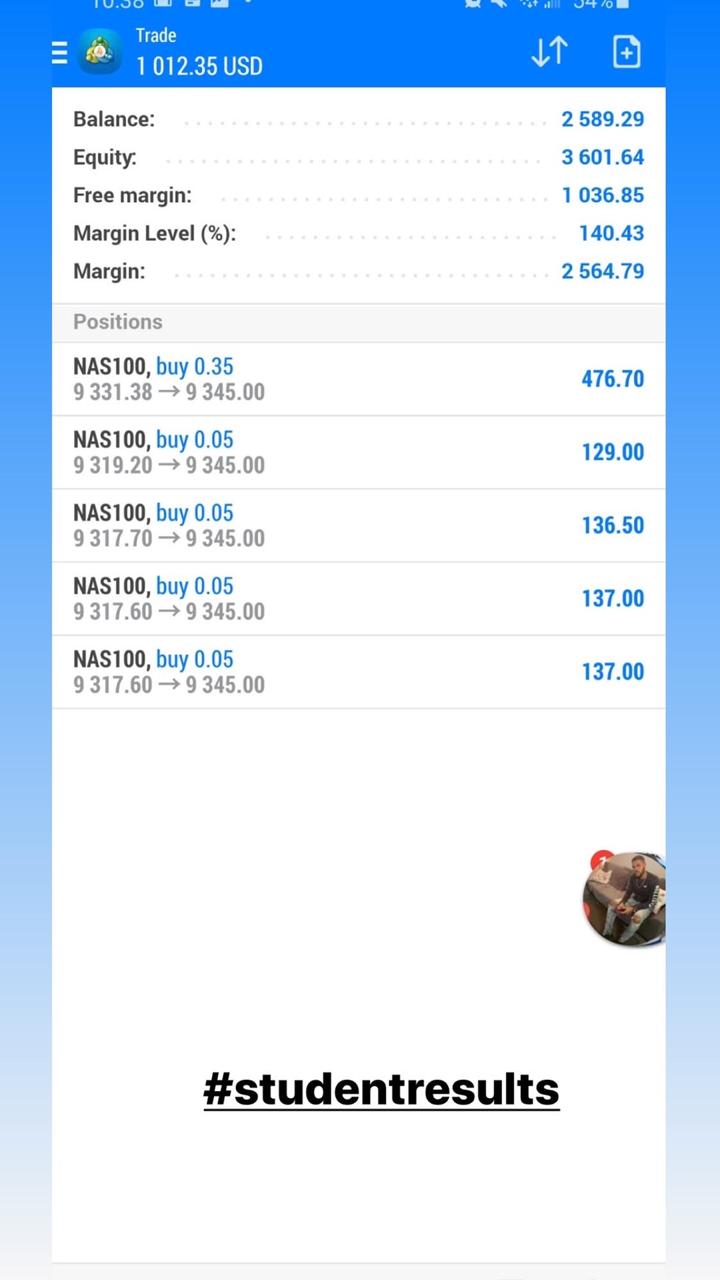 10:38 54%
Trade
1 012.35 USD
Balance: 2 589.29
Equity: 3 601.64
Free margin: 1 036.85
Margin Level (%): 140.43
Margin: 2 564.79
Positions
NAS100, buy 0.35
9 331.38 → 9 345.00 476.70
NAS100, buy 0.05
9 319.20 → 9 345.00 129.00
NAS100, buy 0.05
9 317.70 → 9 345.00 136.50
NAS100, buy 0.05
9 317.60 → 9 345.00 137.00
NAS100, buy 0.05
9 317.60 → 9 345.00 137.00
#studentresults